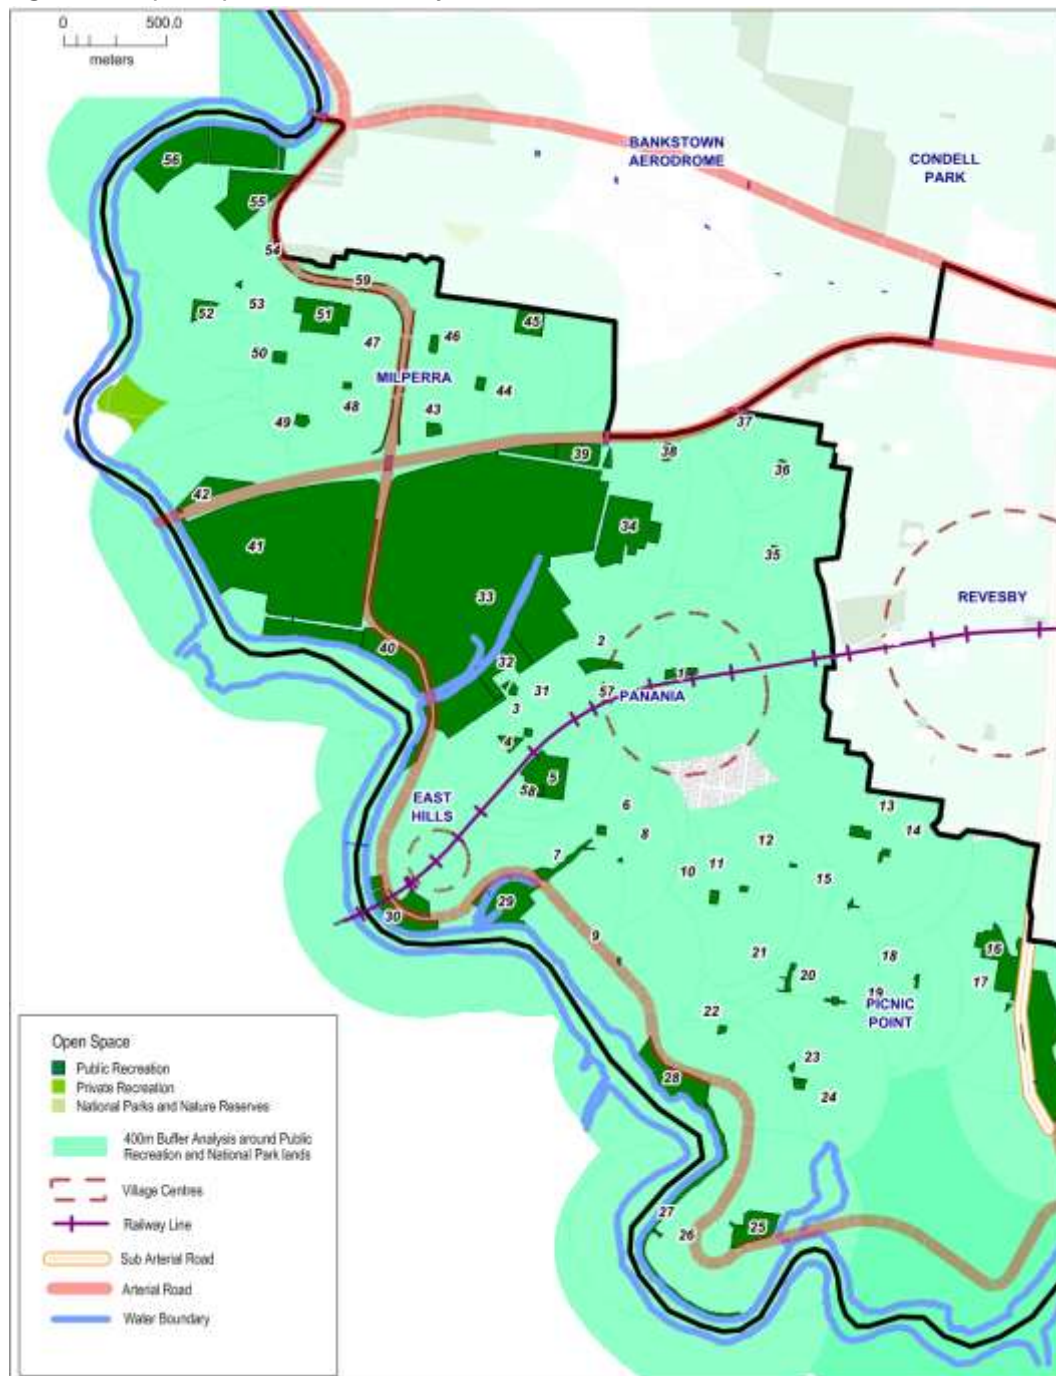 0 500.0
meters
BANKSTOWN
AERODROME
CONDELL
PARK
56
55
54
59
53
52
51
45
47
46
50
MILPERRA
44
48
43
49
37
39
38
42
36
34
41
35
33
REVESBY
2
40
32
1
31
57
PANANIA
3
4
5
58
EAST
HILLS
6
13
8
14
12
7
11
10
15
29
30
9
16
21
18
20
17
19
PICNIC
POINT
22
23
28
24
27
25
26
Open Space
Public Recreation
Private Recreation
National Parks and Nature Reserves
400m Buffer Analysis around Public
Recreation and National Park lands
Village Centres
Railway Line
Sub Arterial Road
Arterial Road
Water Boundary